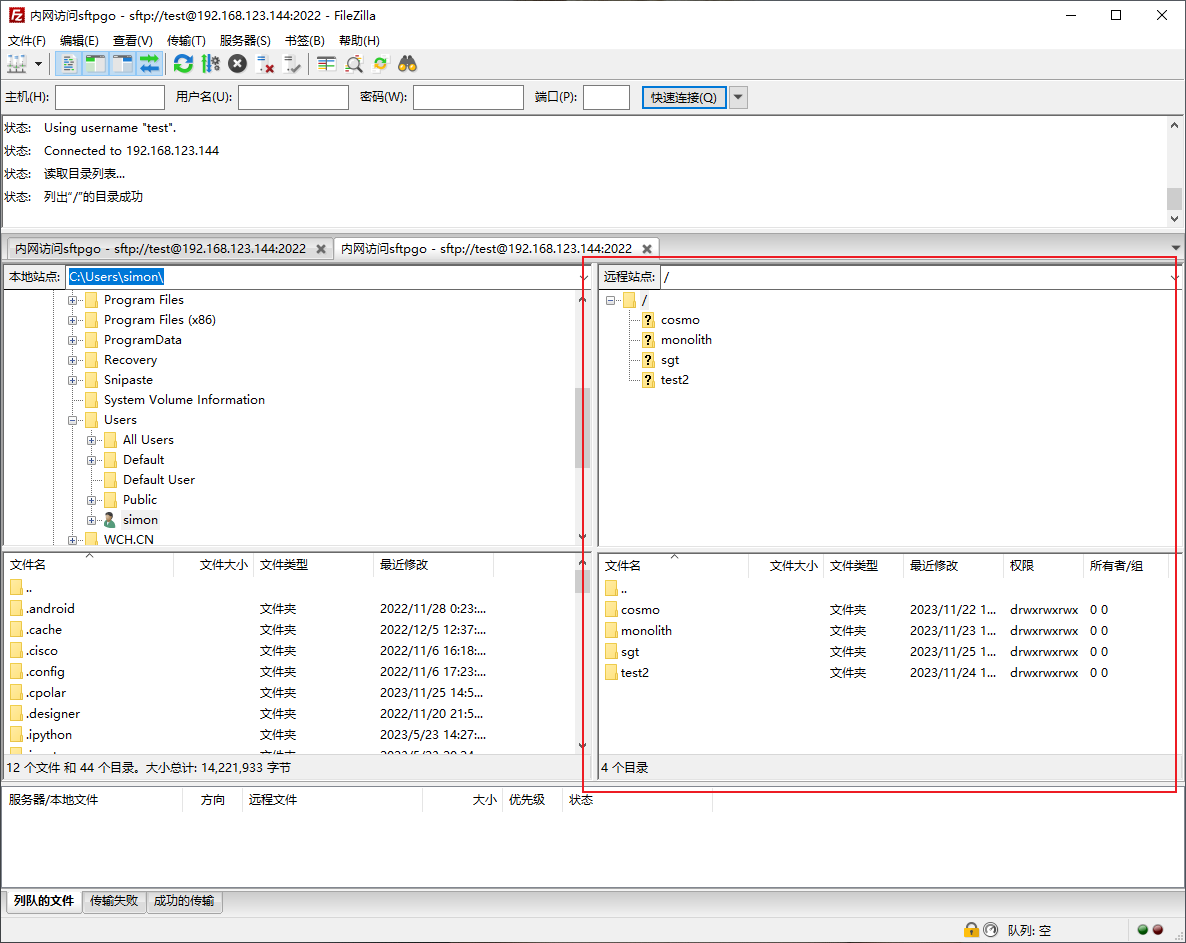 内网访问sftpgo - sftp://test@192.168.123.144:2022 - FileZilla
文件(F) 编辑(E) 查看(V) 传输(T) 服务器(S) 书签(B) 帮助(H)
主机(H): 用户名(U): 密码(W): 端口(P): 快速连接(Q)
状态: Using username "test".
状态: Connected to 192.168.123.144
状态: 读取目录列表...
状态: 列出“/”的目录成功
内网访问sftpgo - sftp://test@192.168.123.144:2022 内网访问sftpgo - sftp://test@192.168.123.144:2022
本地站点: C:\Users\simon\
Program Files
Program Files (x86)
ProgramData
Recovery
Snipaste
System Volume Information
Users
All Users
Default
Default User
Public
simon
WCH.CN
文件名 文件大小 文件类型 最近修改
..
.android 文件夹 2022/11/28 0:23:...
.cache 文件夹 2022/12/5 12:37:...
.cisco 文件夹 2022/11/6 16:18:...
.config 文件夹 2022/11/6 17:23:...
.cpolar 文件夹 2023/11/25 14:5...
.designer 文件夹 2022/11/20 21:5...
.ipython 文件夹 2023/5/23 14:27:...
12 个文件 和 44 个目录。大小总计: 14,221,933 字节
远程站点: /
/
cosmo
monolith
sgt
test2
文件名 文件大小 文件类型 最近修改 权限 所有者/组
..
cosmo 文件夹 2023/11/22 1... drwxrwxrwx 0 0
monolith 文件夹 2023/11/23 1... drwxrwxrwx 0 0
sgt 文件夹 2023/11/25 1... drwxrwxrwx 0 0
test2 文件夹 2023/11/24 1... drwxrwxrwx 0 0
4 个目录
服务器/本地文件 方向 远程文件 大小 优先级 状态
列队的文件 传输失败 成功的传输
队列: 空